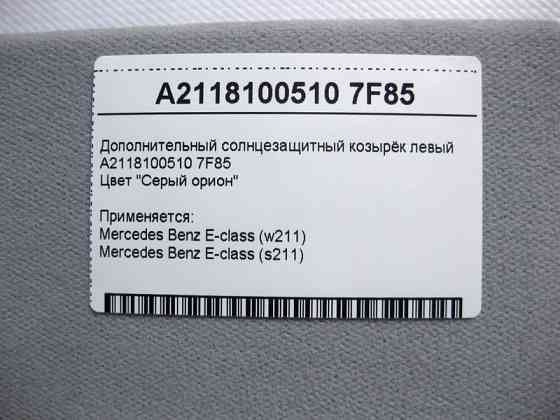 A2118100510 7F85
Дополнительный солнцезащитный козырёк левый
A2118100510 7F85
Цвет "Серый орион"
Применяется:
Mercedes Benz E-class (w211)
Mercedes Benz E-class (s211)